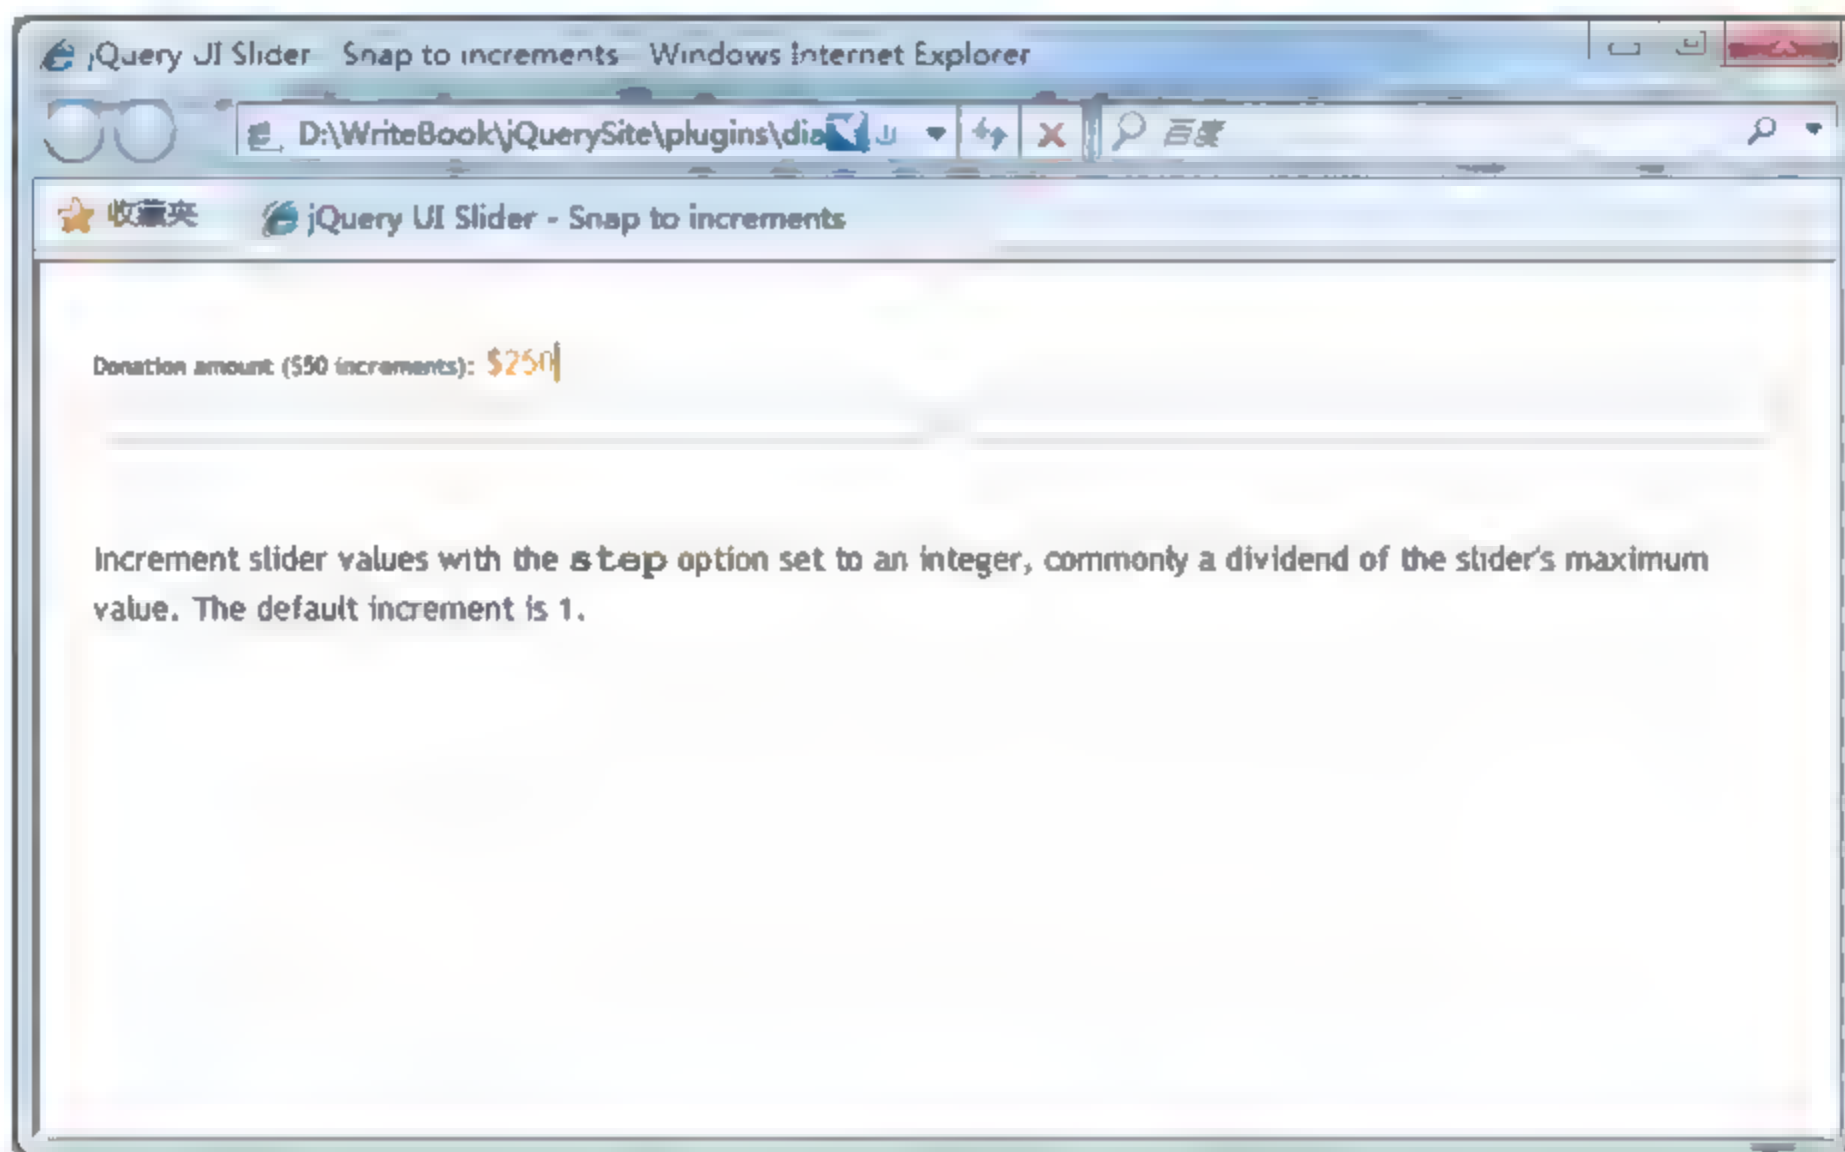 jQuery UI Slider - Snap to increments - Windows Internet Explorer
D:\WriteBook\jQuerySite\plugins\dia
百度
收藏夹
jQuery UI Slider - Snap to increments
Donation amount ($50 increments): $250
Increment slider values with the step option set to an integer, commonly a dividend of the slider's maximum
value. The default increment is 1.